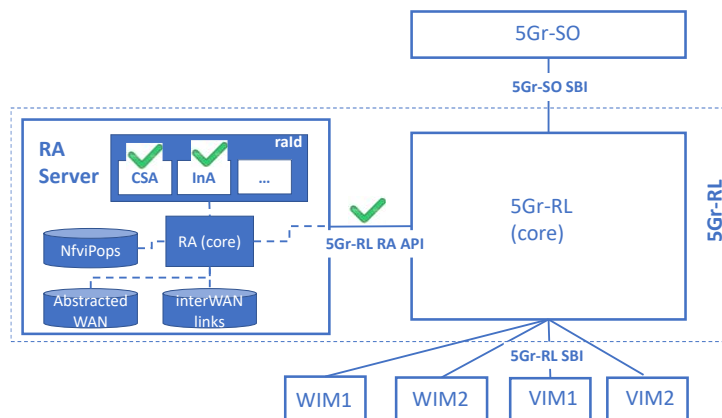 5Gr-SO
5Gr-SO SBI
RA
Server
raId
CSA
InA
...
RA (core)
NfviPops
Abstracted
WAN
interWAN
links
5Gr-RL RA API
5Gr-RL
(core)
5Gr-RL
5Gr-RL SBI
WIM1
WIM2
VIM1
VIM2